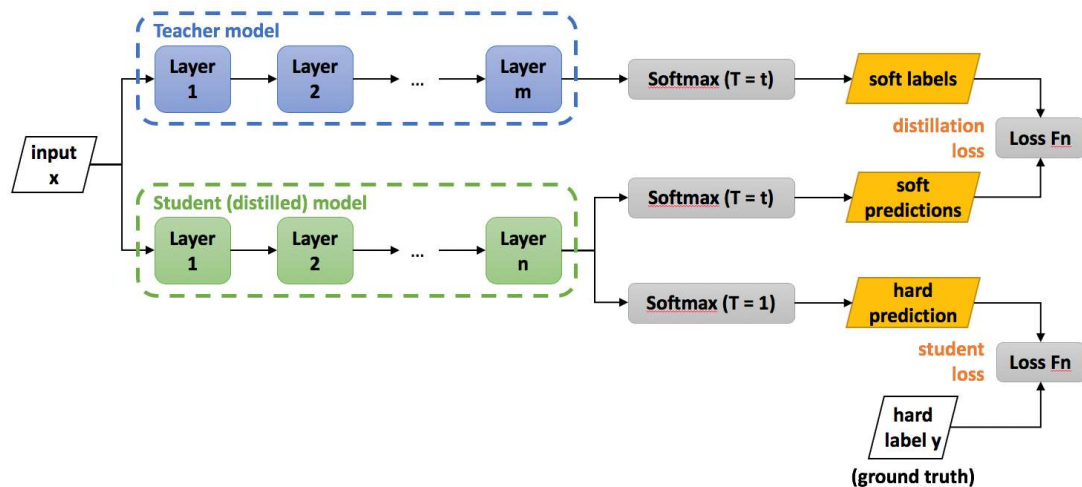 Teacher model
Layer
1
Layer
2
...
Layer
m
Softmax (T = t)
soft labels
input
x
distillation
loss
Loss Fn
Student (distilled) model
Layer
1
Layer
2
...
Layer
n
Softmax (T = t)
soft
predictions
Softmax (T = 1)
hard
prediction
student
loss
Loss Fn
hard
label y
(ground truth)